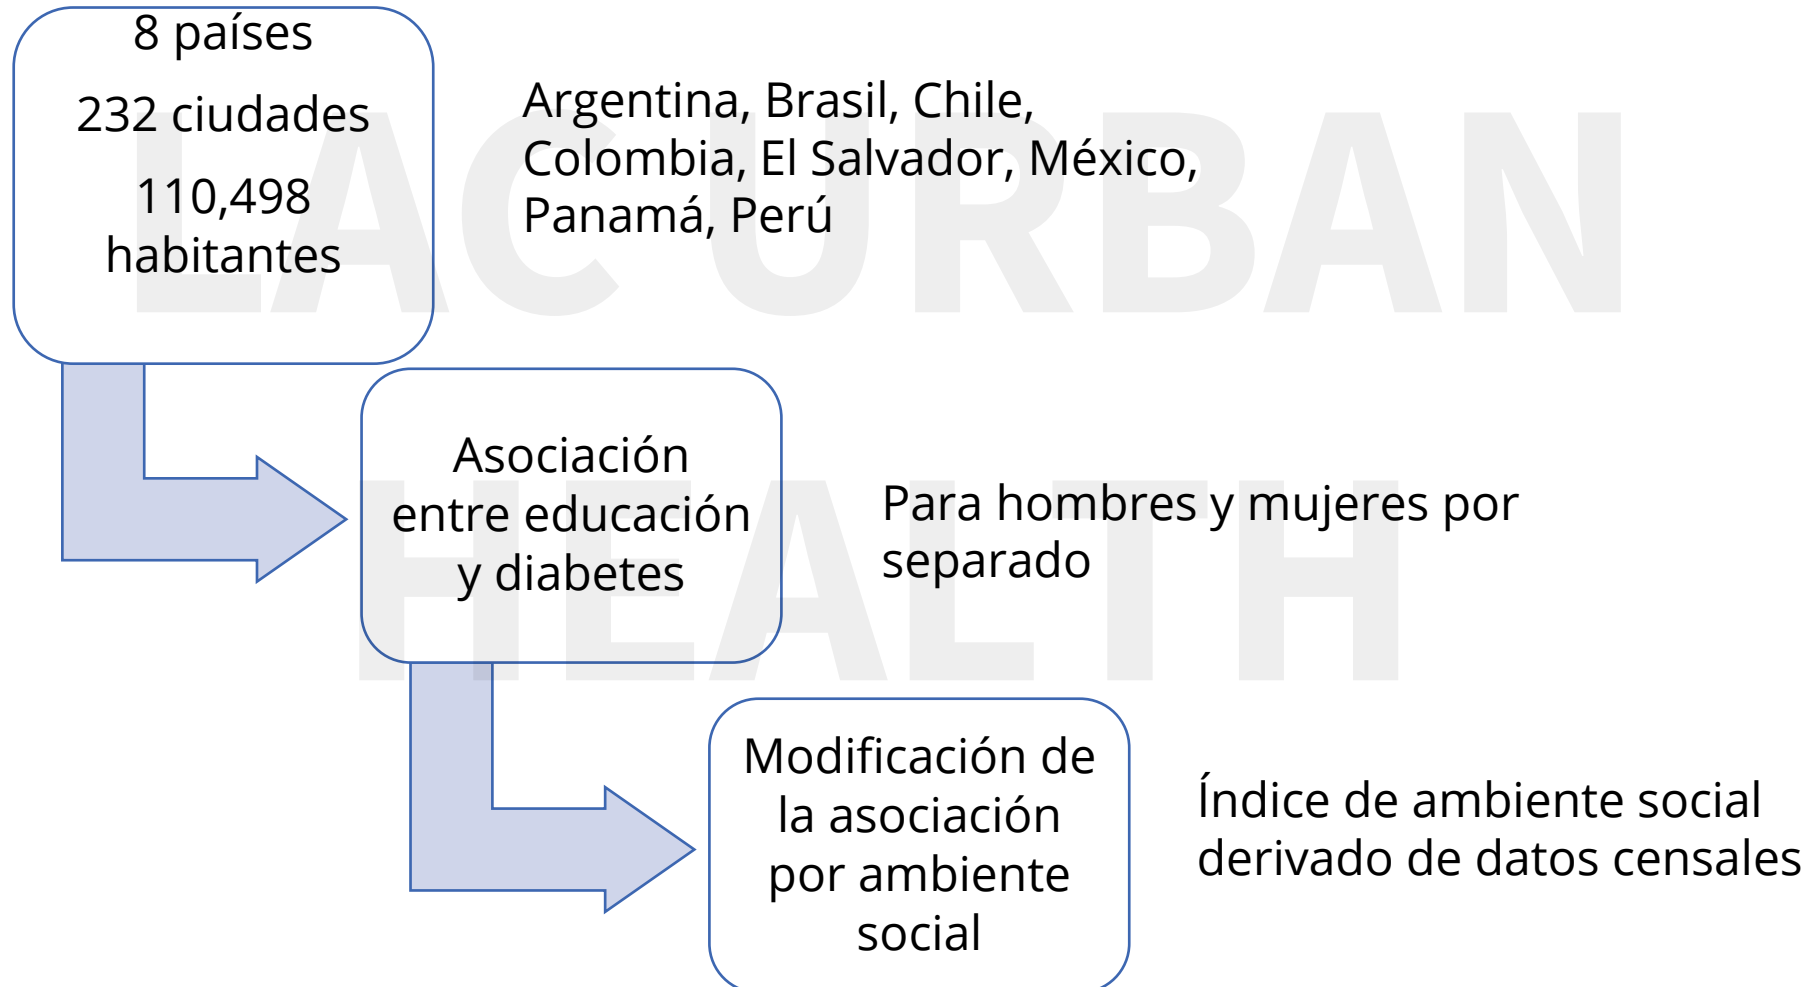 8 países
232 ciudades
110,498
habitantes
Argentina, Brasil, Chile,
Colombia, El Salvador, México,
Panamá, Perú
LAC URBAN
HEALTH
Asociación
entre educación
y diabetes
Para hombres y mujeres por
separado
Modificación de
la asociación
por ambiente
social
Índice de ambiente social
derivado de datos censales